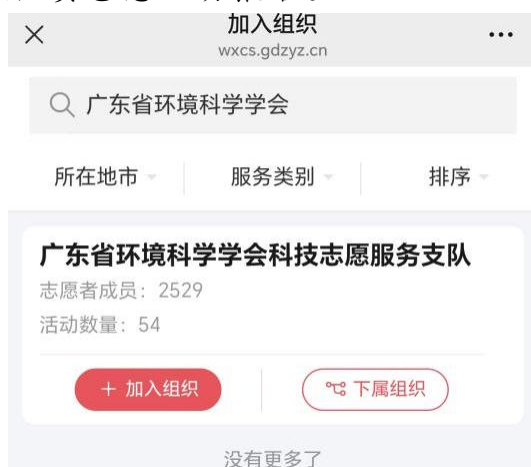 加入组织
wxcs.gdzyz.cn
广东省环境科学学会
所在地市 服务类别 排序
广东省环境科学学会科技志愿服务支队
志愿者成员：2529
活动数量：54
+ 加入组织 下属组织
没有更多了